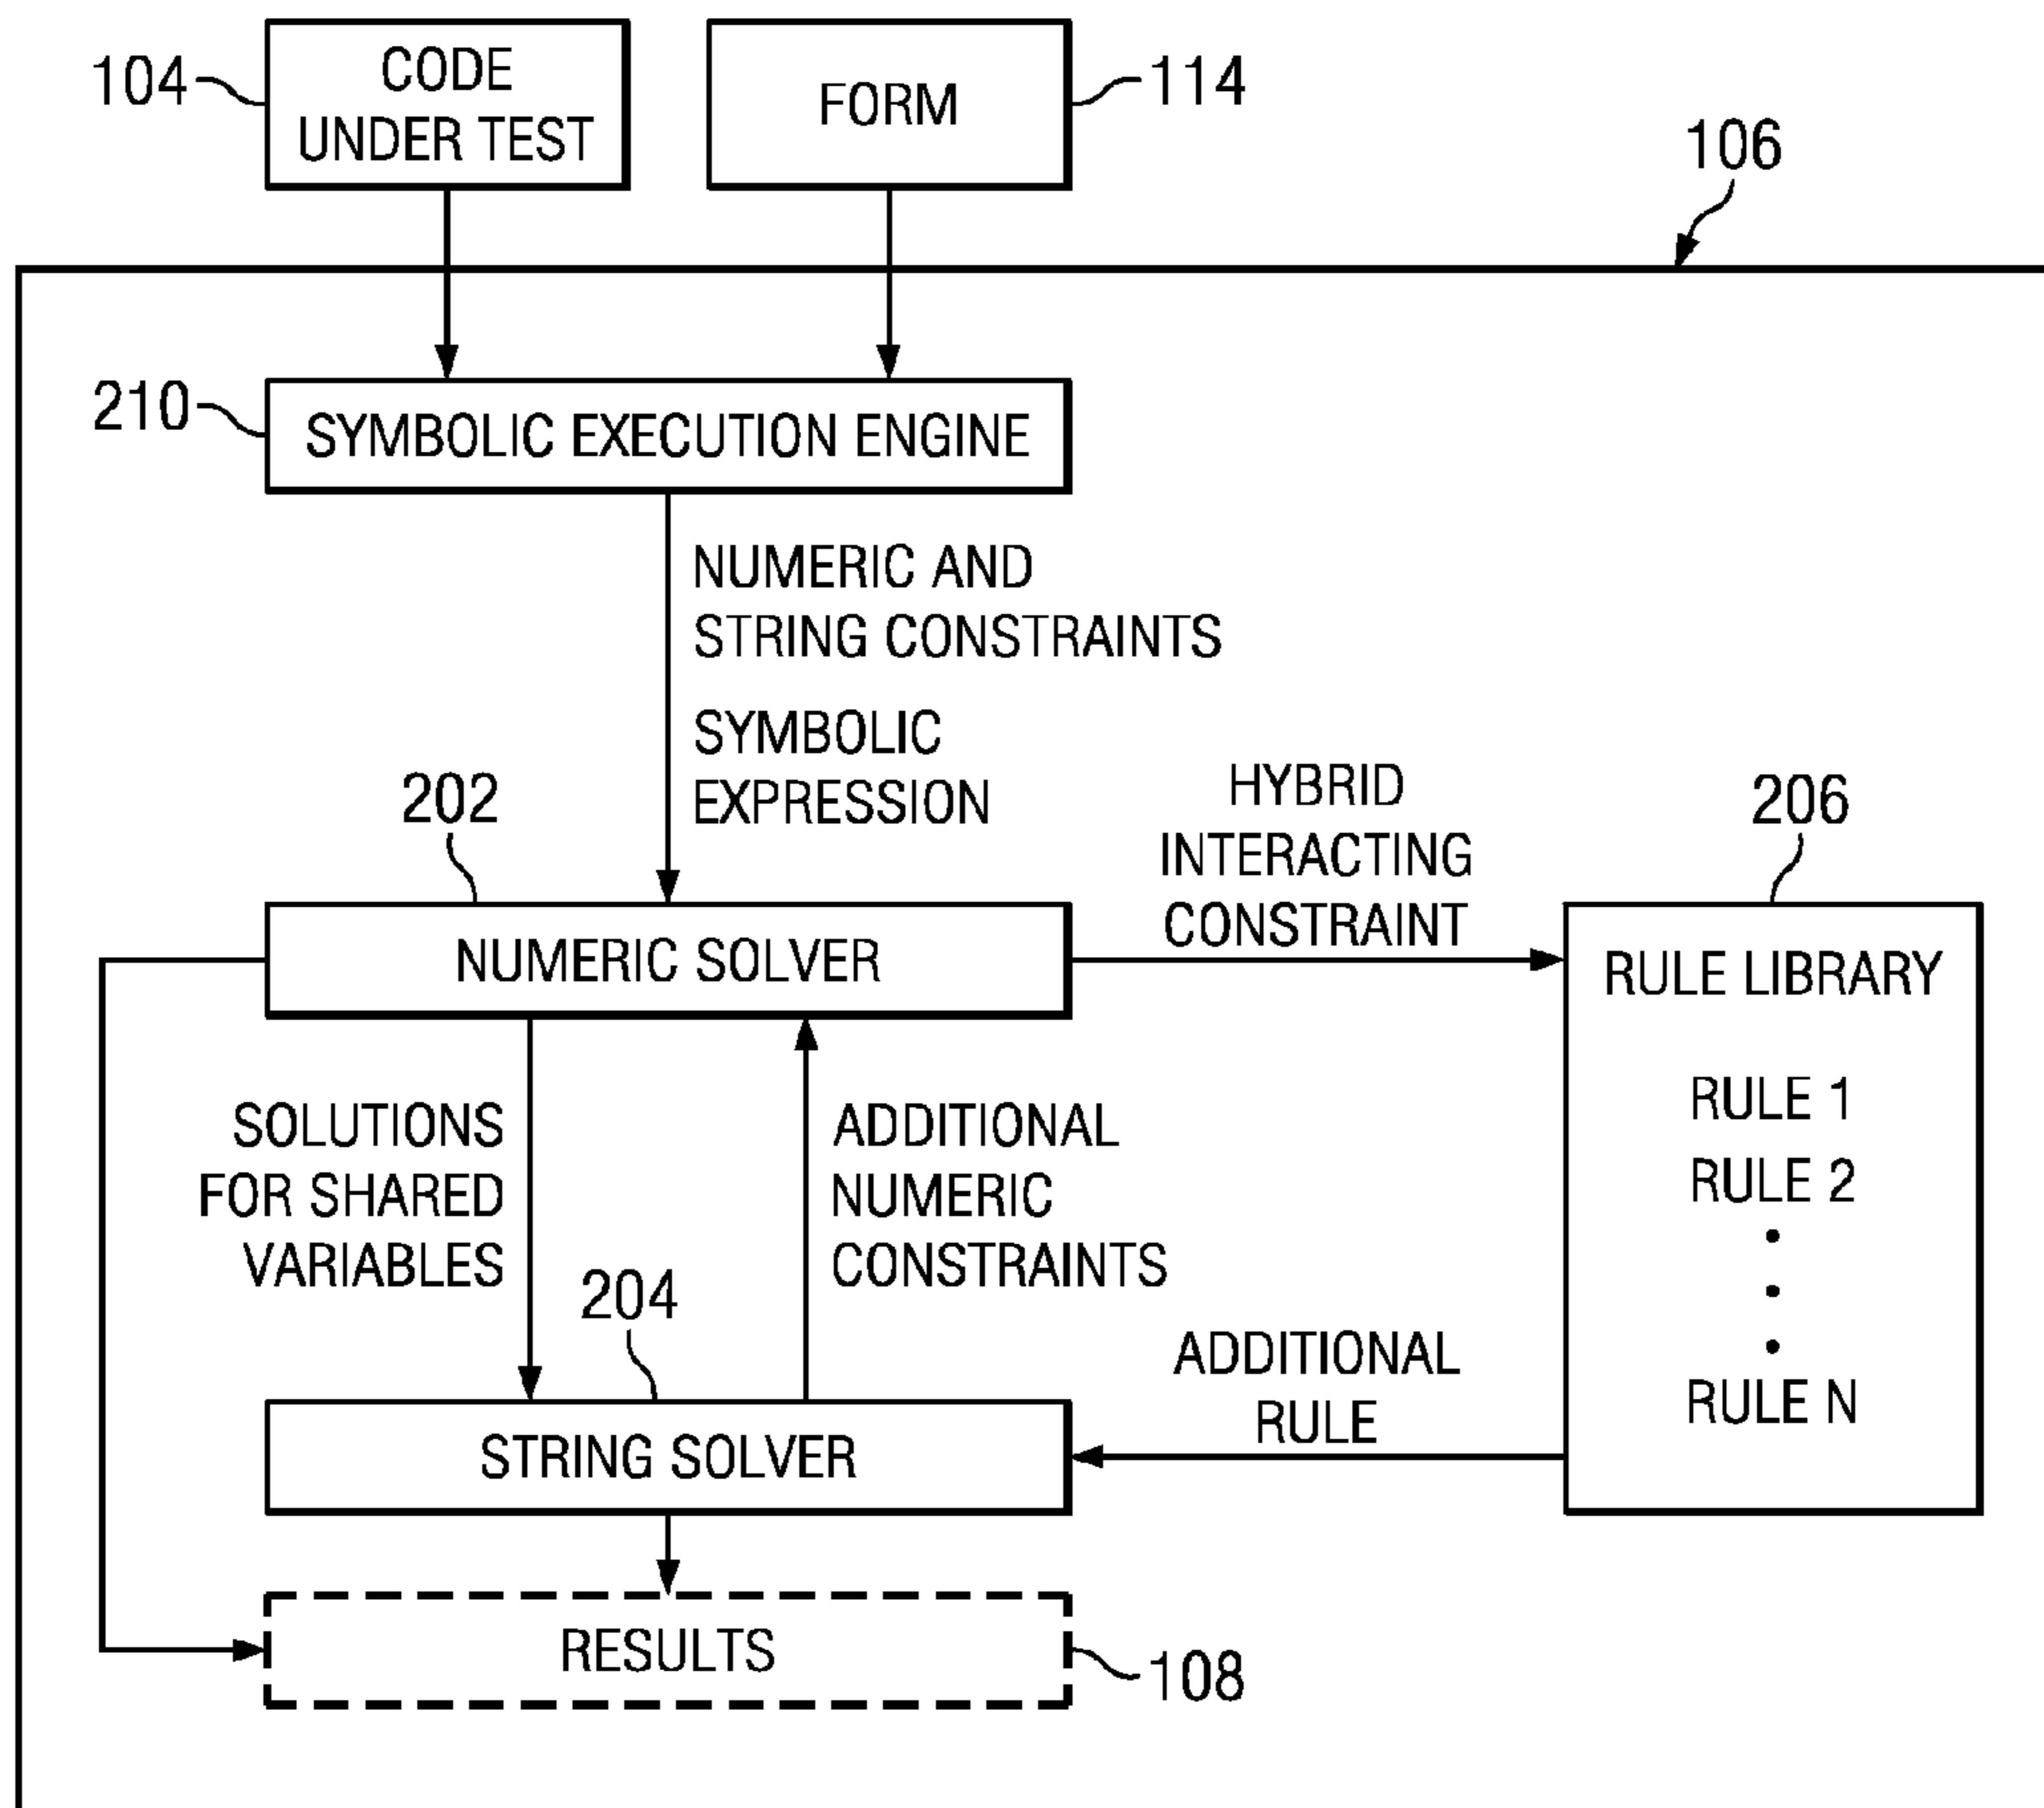 104
CODE
UNDER TEST
FORM
114
106
210
SYMBOLIC EXECUTION ENGINE
NUMERIC AND
STRING CONSTRAINTS
SYMBOLIC
EXPRESSION
202
HYBRID
INTERACTING
CONSTRAINT
206
NUMERIC SOLVER
RULE LIBRARY
RULE 1
RULE 2
RULE N
SOLUTIONS
FOR SHARED
VARIABLES
ADDITIONAL
NUMERIC
CONSTRAINTS
204
ADDITIONAL
RULE
STRING SOLVER
RESULTS
108